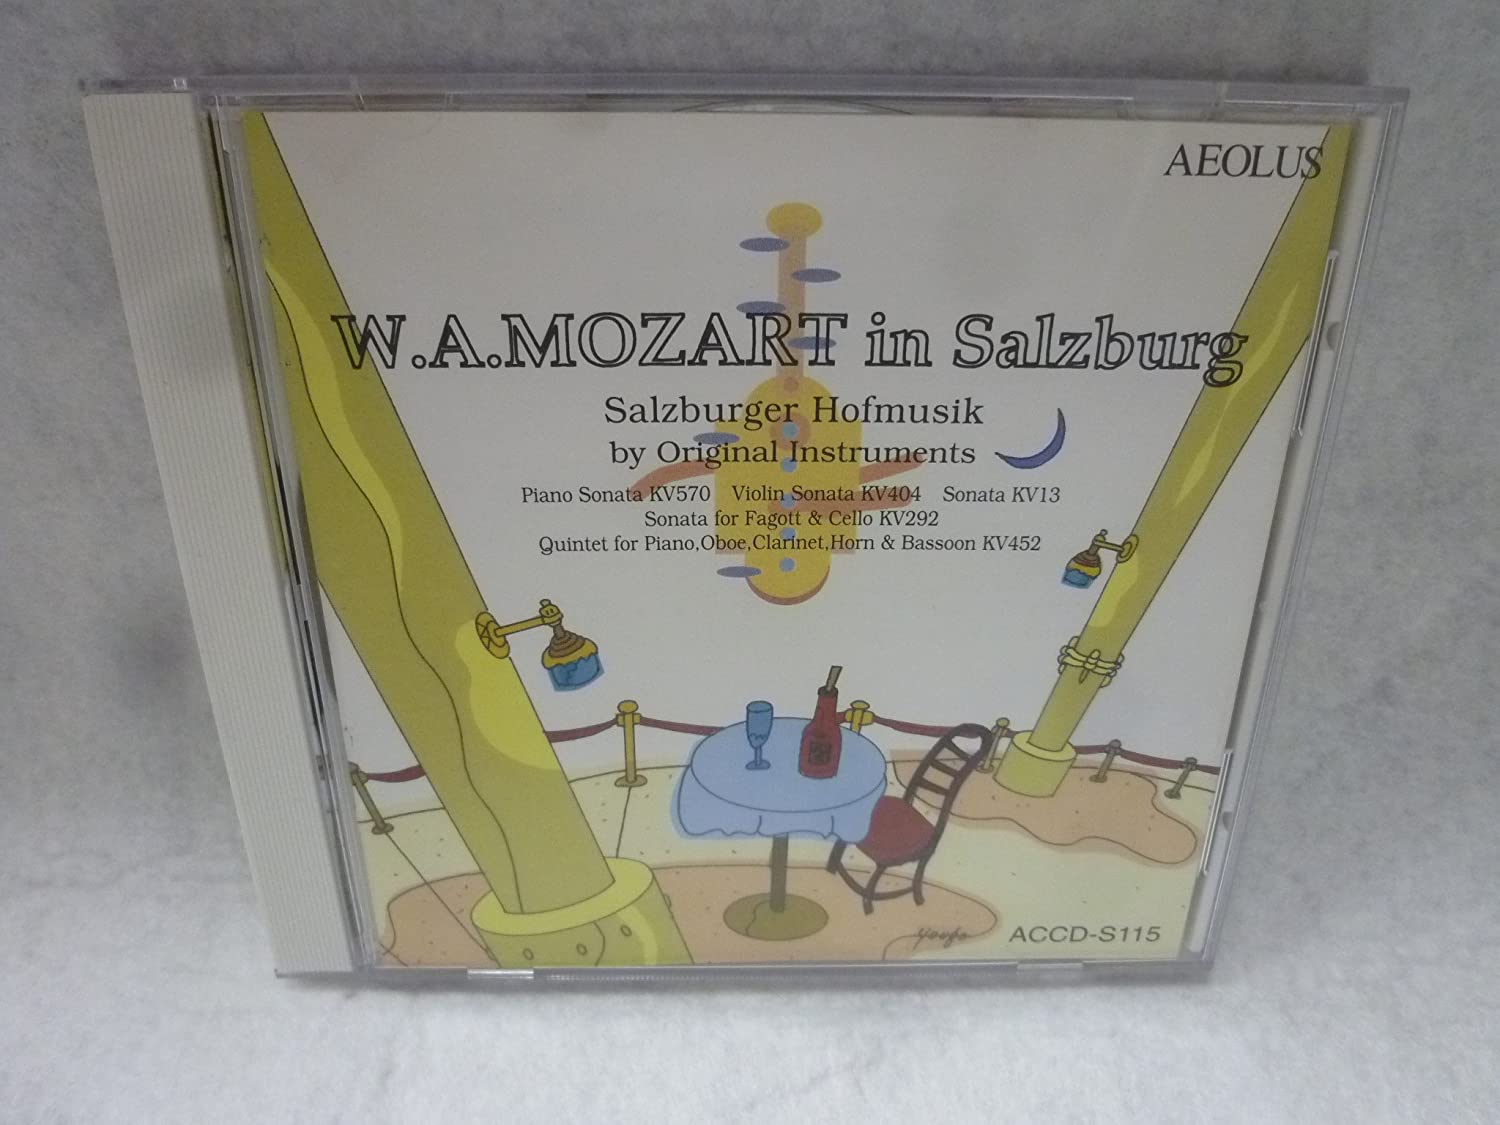 AEOLUS
W.A.MOZART in Salzburg
Salzburger Hofmusik
by Original Instruments
Piano Sonata KV570 Violin Sonata KV404 Sonata KV13
Sonata for Fagott & Cello KV292
Quintet for Piano,Oboe,Clarinet,Horn & Bassoon KV452
ACCD-S115